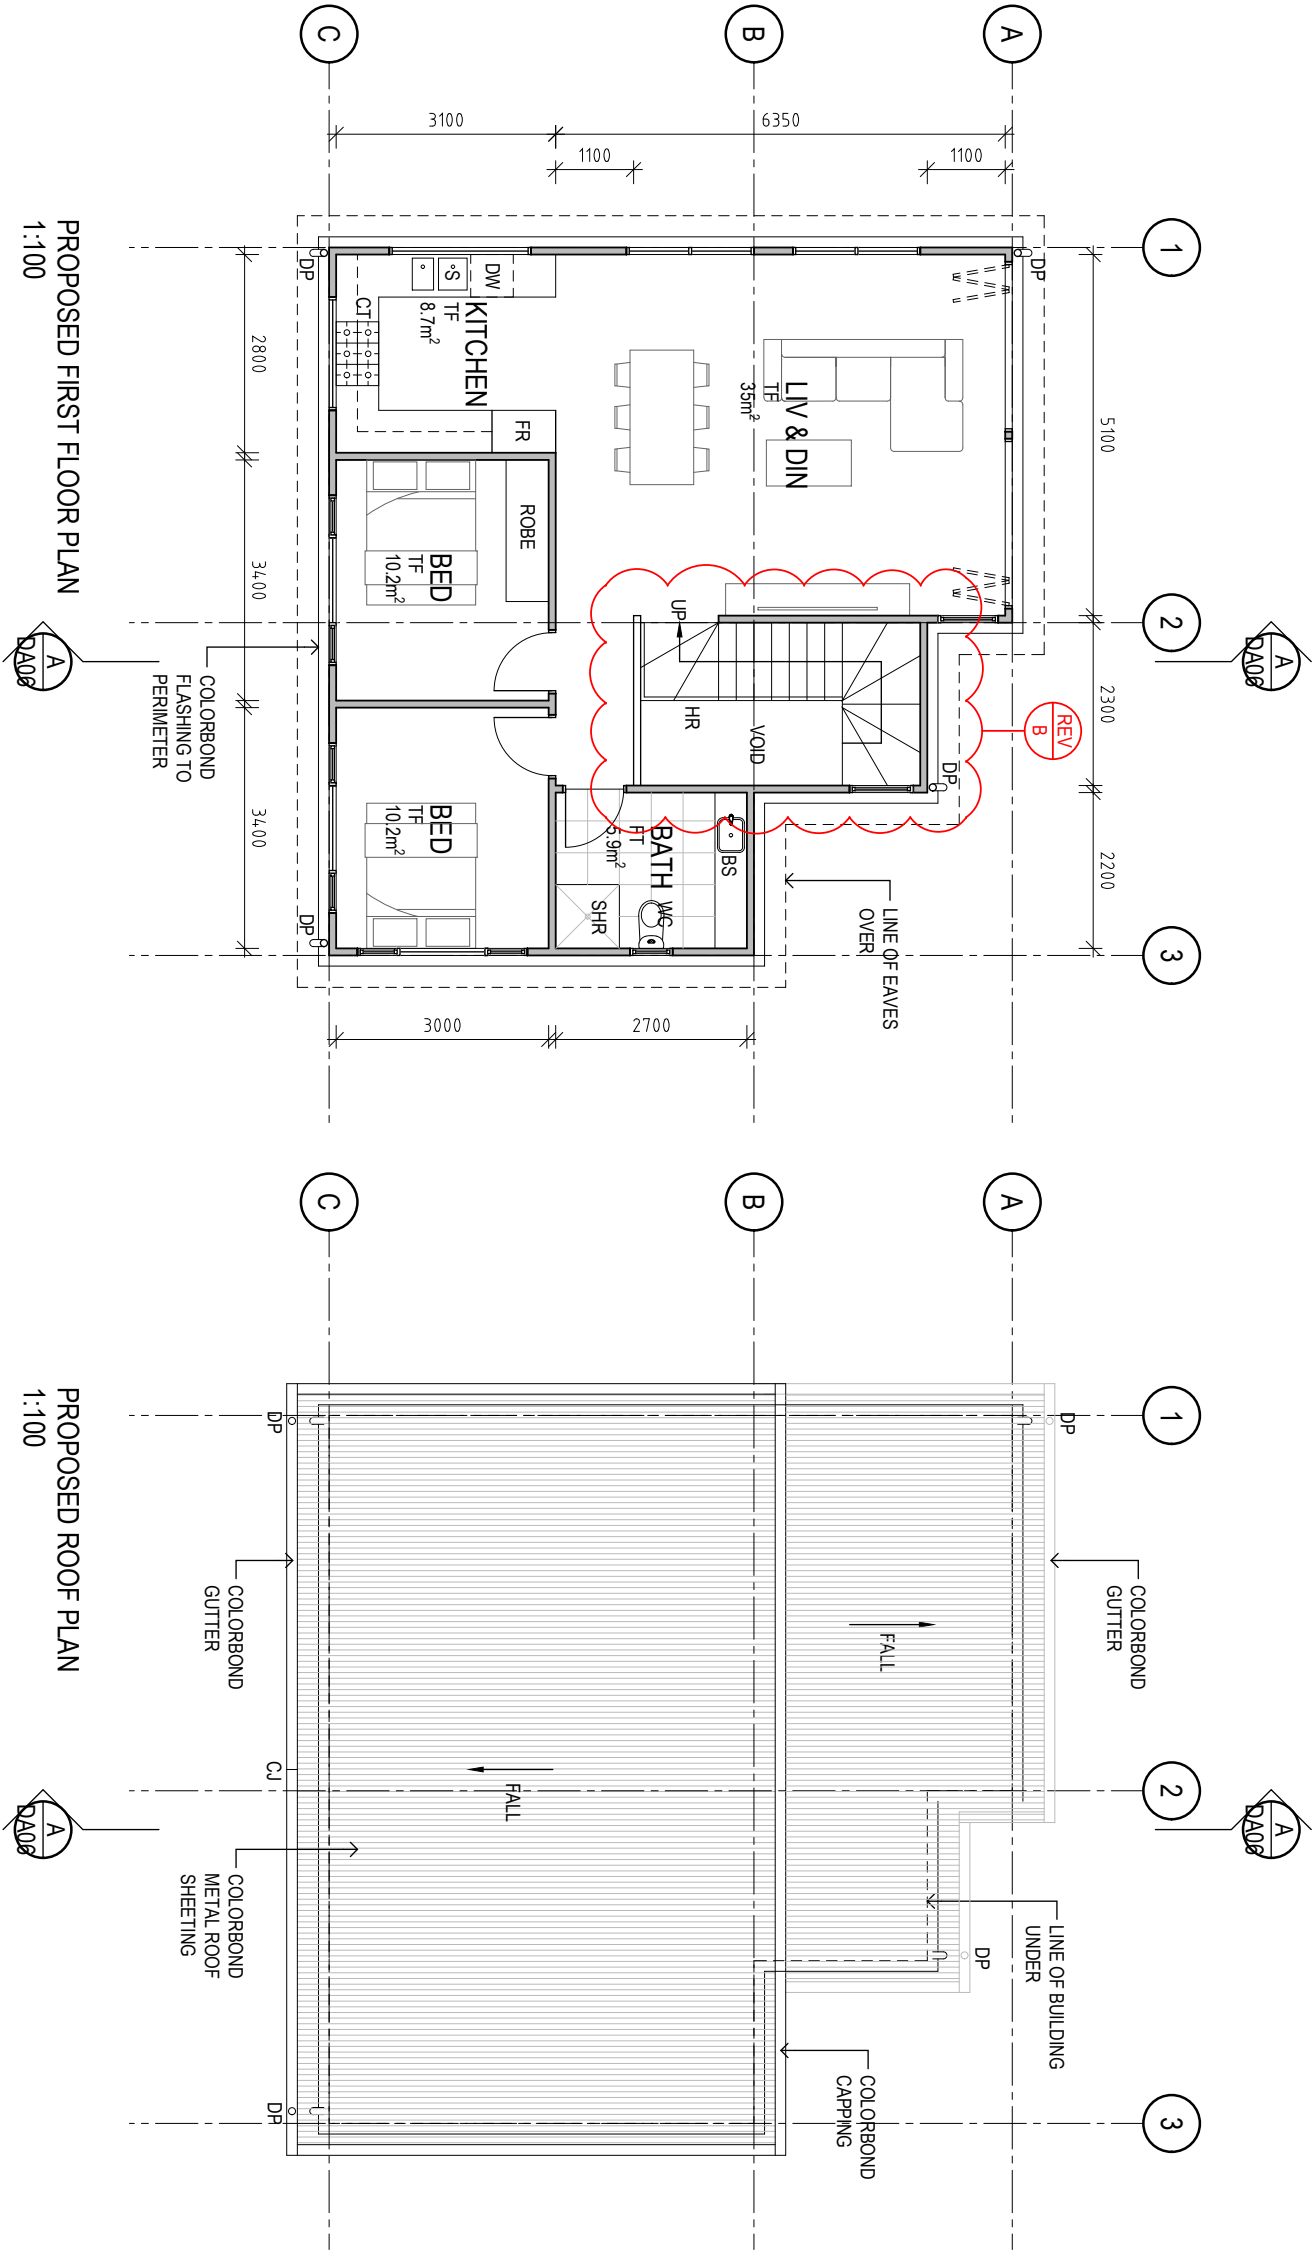 A
B
C
1
2
3
6350
3100
1100
1100
5100
2300
2200
2800
3400
3400
3000
2700
DP
DP
DP
DP
DP
LIV & DIN
TF
35m²
KITCHEN
TF
8.7m²
DW
S
CT
FR
ROBE
BED
TF
10.2m²
BED
TF
10.2m²
BATH
FT
5.9m²
WC
SHR
BS
UP
HR
VOID
REV
B
LINE OF EAVES
OVER
COLORBOND
FLASHING TO
PERIMETER
A
DA06
A
DA06
PROPOSED FIRST FLOOR PLAN
1:100
A
B
C
1
2
3
DP
DP
DP
DP
COLORBOND
GUTTER
FALL
LINE OF BUILDING
UNDER
COLORBOND
CAPPING
FALL
CJ
COLORBOND
GUTTER
COLORBOND
METAL ROOF
SHEETING
A
DA06
A
DA06
PROPOSED ROOF PLAN
1:100